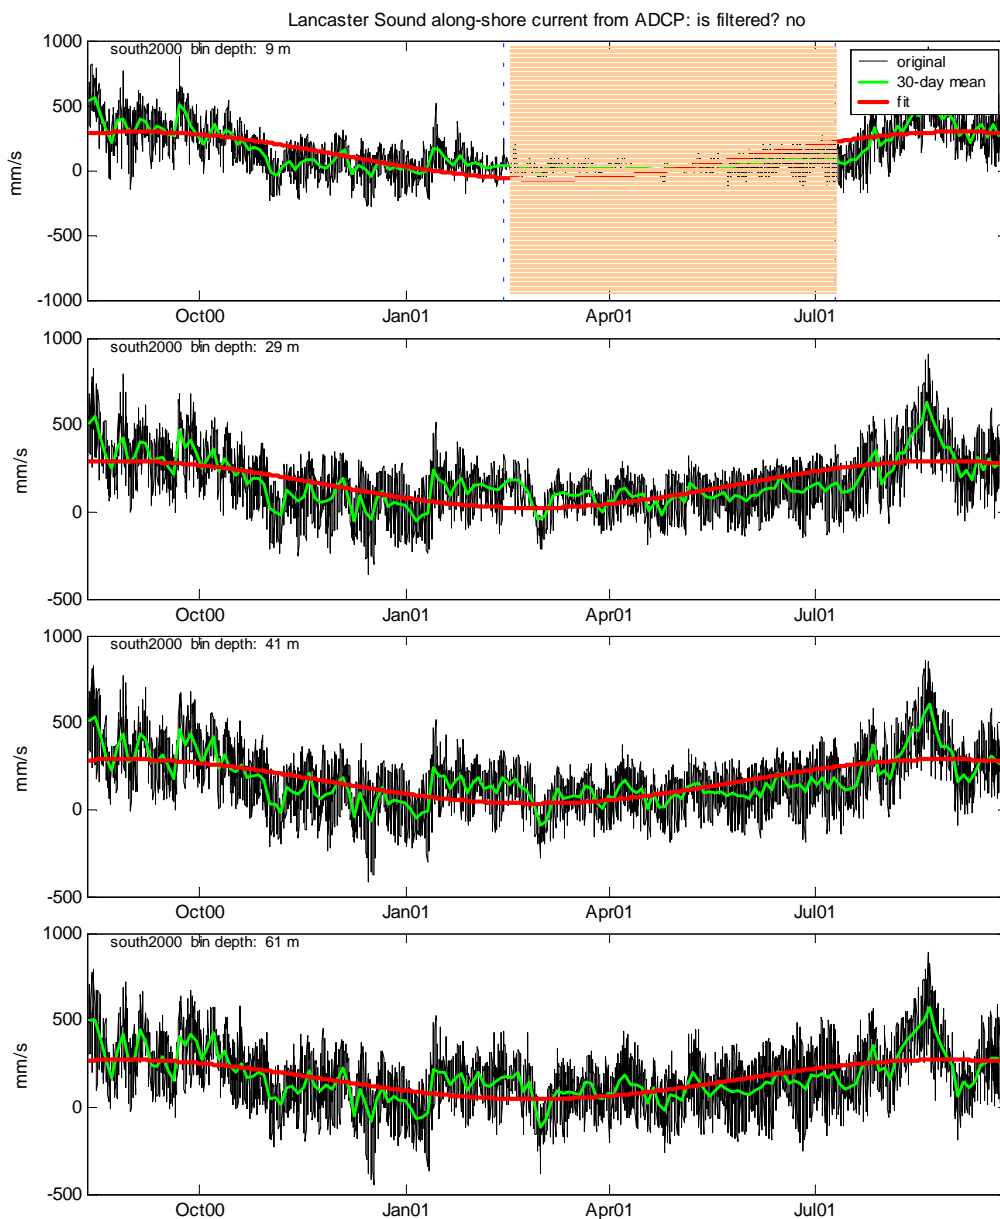 Lancaster Sound along-shore current from ADCP: is filtered? no
1000
south2000 bin depth: 9 m
original
30-day mean
fit
500
0
mm/s
-500
-1000
Oct00 Jan01 Apr01 Jul01
1000
south2000 bin depth: 29 m
500
mm/s
0
-500
Oct00 Jan01 Apr01 Jul01
1000
south2000 bin depth: 41 m
500
mm/s
0
-500
Oct00 Jan01 Apr01 Jul01
1000
south2000 bin depth: 61 m
500
mm/s
0
-500
Oct00 Jan01 Apr01 Jul01